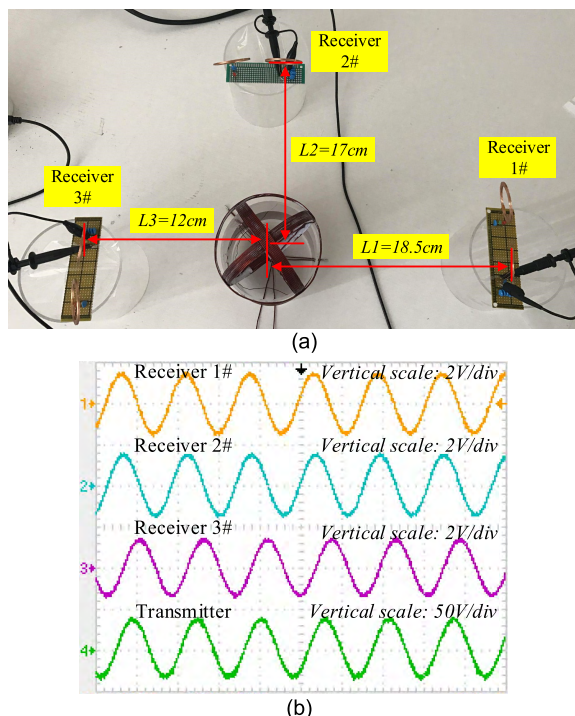 Receiver
2#
Receiver
1#
L2=17cm
Receiver
3#
L3=12cm
L1=18.5cm
(a)
Receiver 1# Vertical scale: 2V/div
1
Receiver 2# Vertical scale: 2V/div
2
Receiver 3# Vertical scale: 2V/div
3
Transmitter Vertical scale: 50V/div
4
(b)